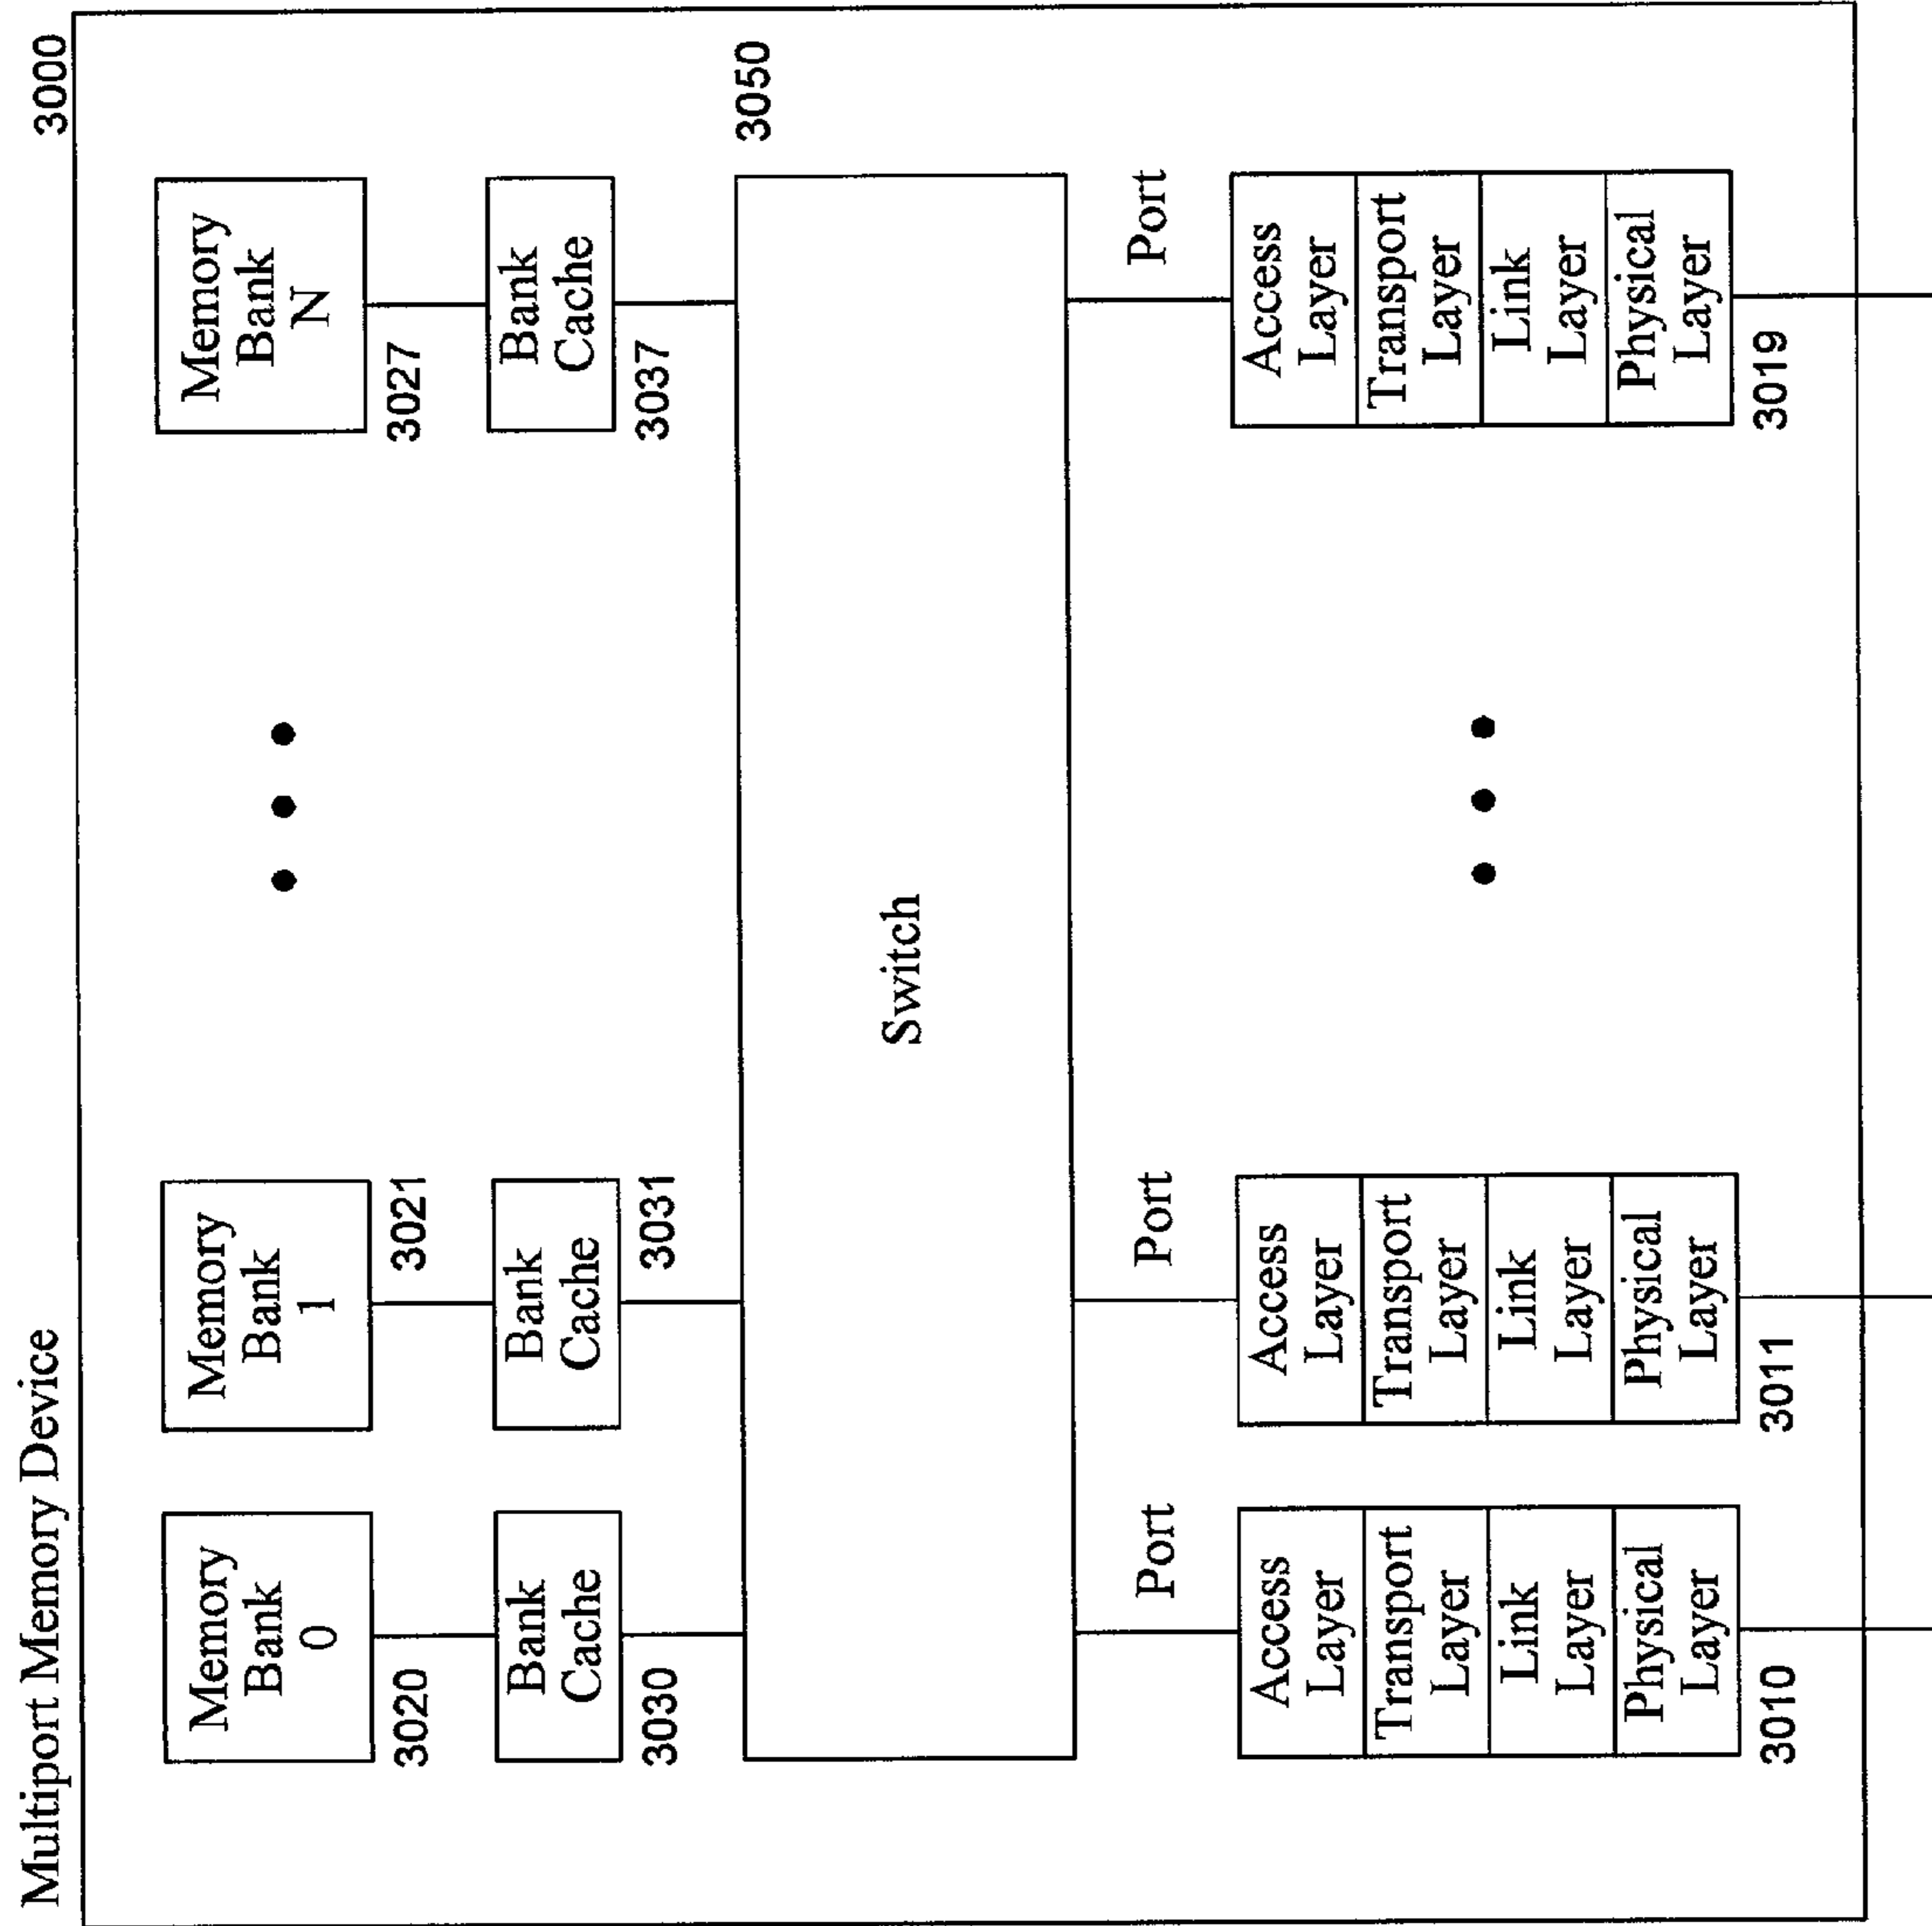 Multiport Memory Device
3000
Memory
Bank
0
3020
Memory
Bank
1
3021
Memory
Bank
N
3027
Bank
Cache
3030
Bank
Cache
3031
Bank
Cache
3037
Switch
3050
Port
Port
Port
Access
Layer
Transport
Layer
Link
Layer
Physical
Layer
3010
Access
Layer
Transport
Layer
Link
Layer
Physical
Layer
3011
Access
Layer
Transport
Layer
Link
Layer
Physical
Layer
3019